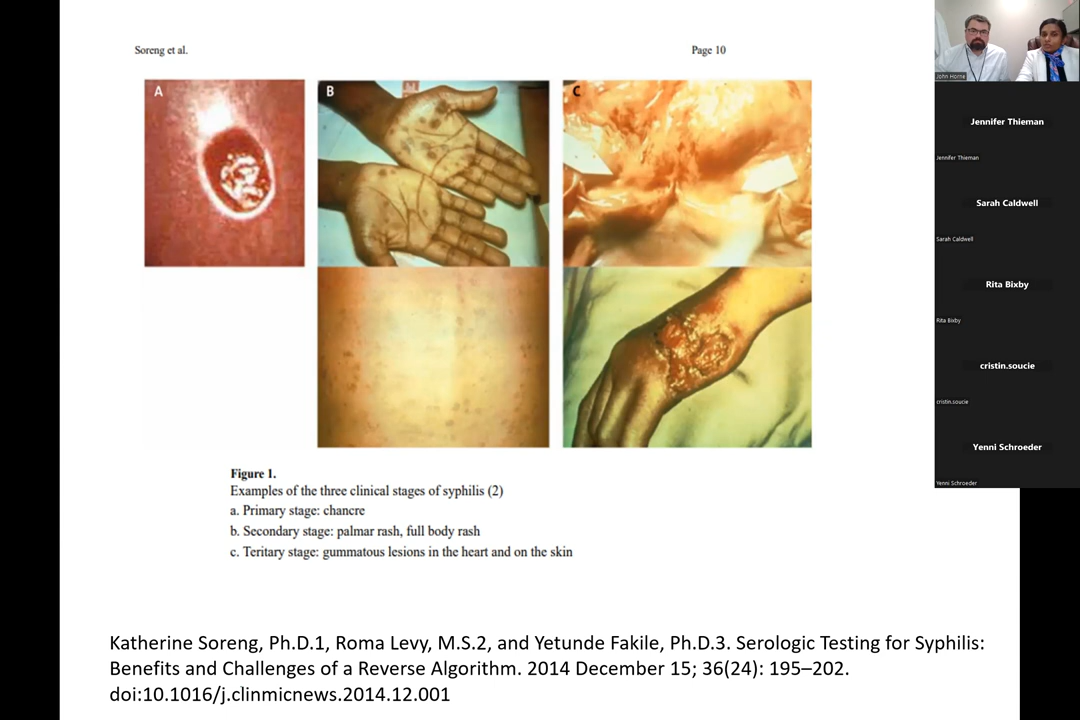 Soreng et al.
Page 10
A
B
C
Figure 1.
Examples of the three clinical stages of syphilis (2)
a. Primary stage: chancre
b. Secondary stage: palmar rash, full body rash
c. Teritary stage: gummatous lesions in the heart and on the skin
Katherine Soreng, Ph.D.1, Roma Levy, M.S.2, and Yetunde Fakile, Ph.D.3. Serologic Testing for Syphilis:
Benefits and Challenges of a Reverse Algorithm. 2014 December 15; 36(24): 195–202.
doi:10.1016/j.clinmicnews.2014.12.001
John Horne
Jennifer Thieman
Jennifer Thieman
Sarah Caldwell
Sarah Caldwell
Rita Bixby
Rita Bixby
cristin.soucie
cristin.soucie
Yenni Schroeder
Yenni Schroeder